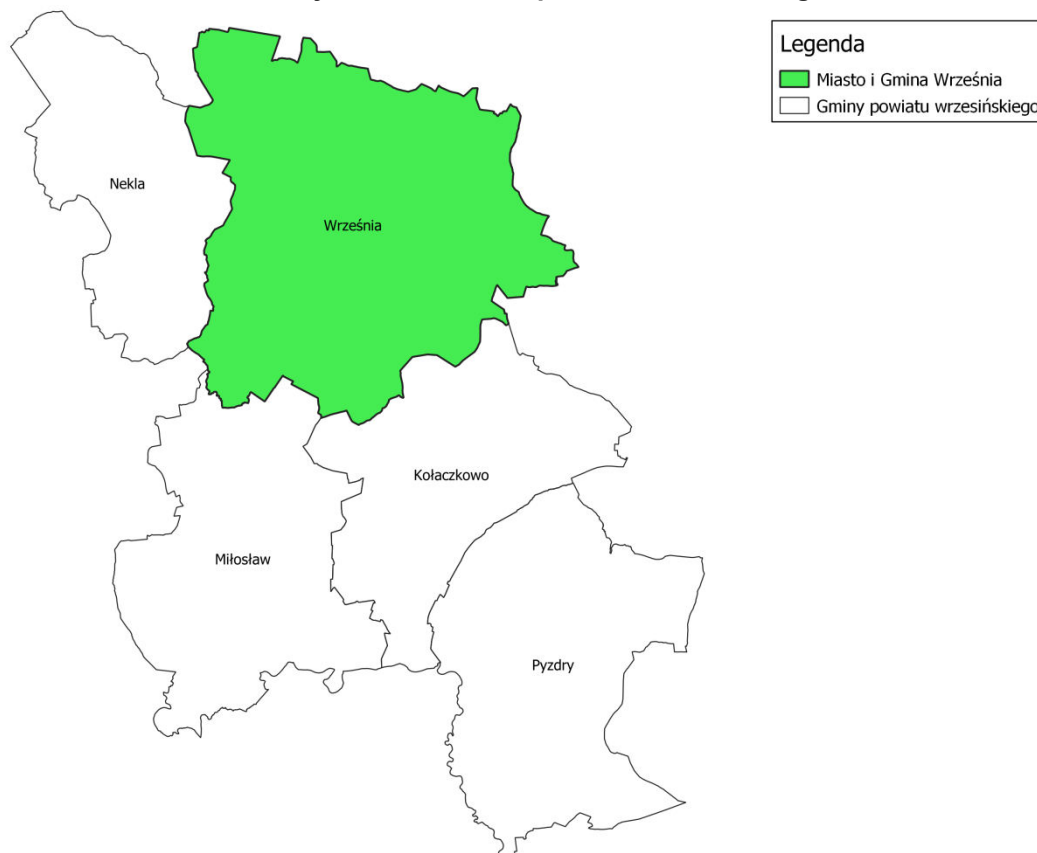 Legenda
Miasto i Gmina Września
Gminy powiatu wrzesińskiego
Nekla
Września
Kołaczkowo
Miłosław
Pyzdry